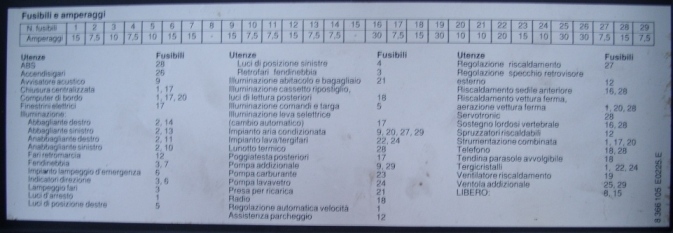 Fusibili e amperaggi
N. fusibili 1 2 3 4 5 6 7 8 9 10 11 12 13 14 15 16 17 18 19 20 21 22 23 24 25 26 27 28 29
Amperaggi 15 7,5 10 7,5 10 15 15 - 15 7,5 15 7,5 15 7,5 - 30 7,5 15 30 10 10 20 15 10 30 30 7,5 15 7,5
Utenze Fusibili
ABS 28
Accendisigari 26
Avvisatore acustico 9
Chiusura centralizzata 1, 17
Computer di bordo 1, 17, 20
Finestrini elettrici 17
Illuminazione:
Abbagliante destro 2, 14
Abbagliante sinistro 2, 13
Anabbagliante destro 2, 11
Anabbagliante sinistro 2, 10
Fari retromarcia 12
Fendinebbia 3, 7
Impianto lampeggio d'emergenza 6
Indicatori direzione 3, 6
Lampeggio fari 3
Luci d'arresto 1
Luci di posizione destre 5
Utenze Fusibili
Luci di posizione sinistre 4
Retrofari fendinebbia 3
Illuminazione abitacolo e bagagliaio 21
Illuminazione cassetto ripostiglio,
luci di lettura posteriori 18
Illuminazione comandi e targa 5
Illuminazione leva selettrice
(cambio automatico) 17
Impianto aria condizionata 9, 20, 27, 29
Impianto lava/tergifari 22, 24
Lunotto termico 28
Poggiatesta posteriori 17
Pompa addizionale 9, 29
Pompa carburante 23
Pompa lavavetro 24
Presa per ricarica 21
Radio 18
Regolazione automatica velocità 1
Assistenza parcheggio 12
Utenze Fusibili
Regolazione riscaldamento 27
Regolazione specchio retrovisore
esterno 12
Riscaldamento sedile anteriore 16, 28
Riscaldamento vettura ferma,
aerazione vettura ferma 1, 20, 28
Servotronic 28
Sostegno lordosi vertebrale 16, 28
Spruzzatori riscaldabili 12
Strumentazione combinata 1, 17, 20
Telefono 18, 28
Tendina parasole avvolgibile 18
Tergicristalli 1, 22, 24
Ventilatore riscaldamento 19
Ventola addizionale 25, 29
LIBERO: 8, 15
8 366 105 E0225 E